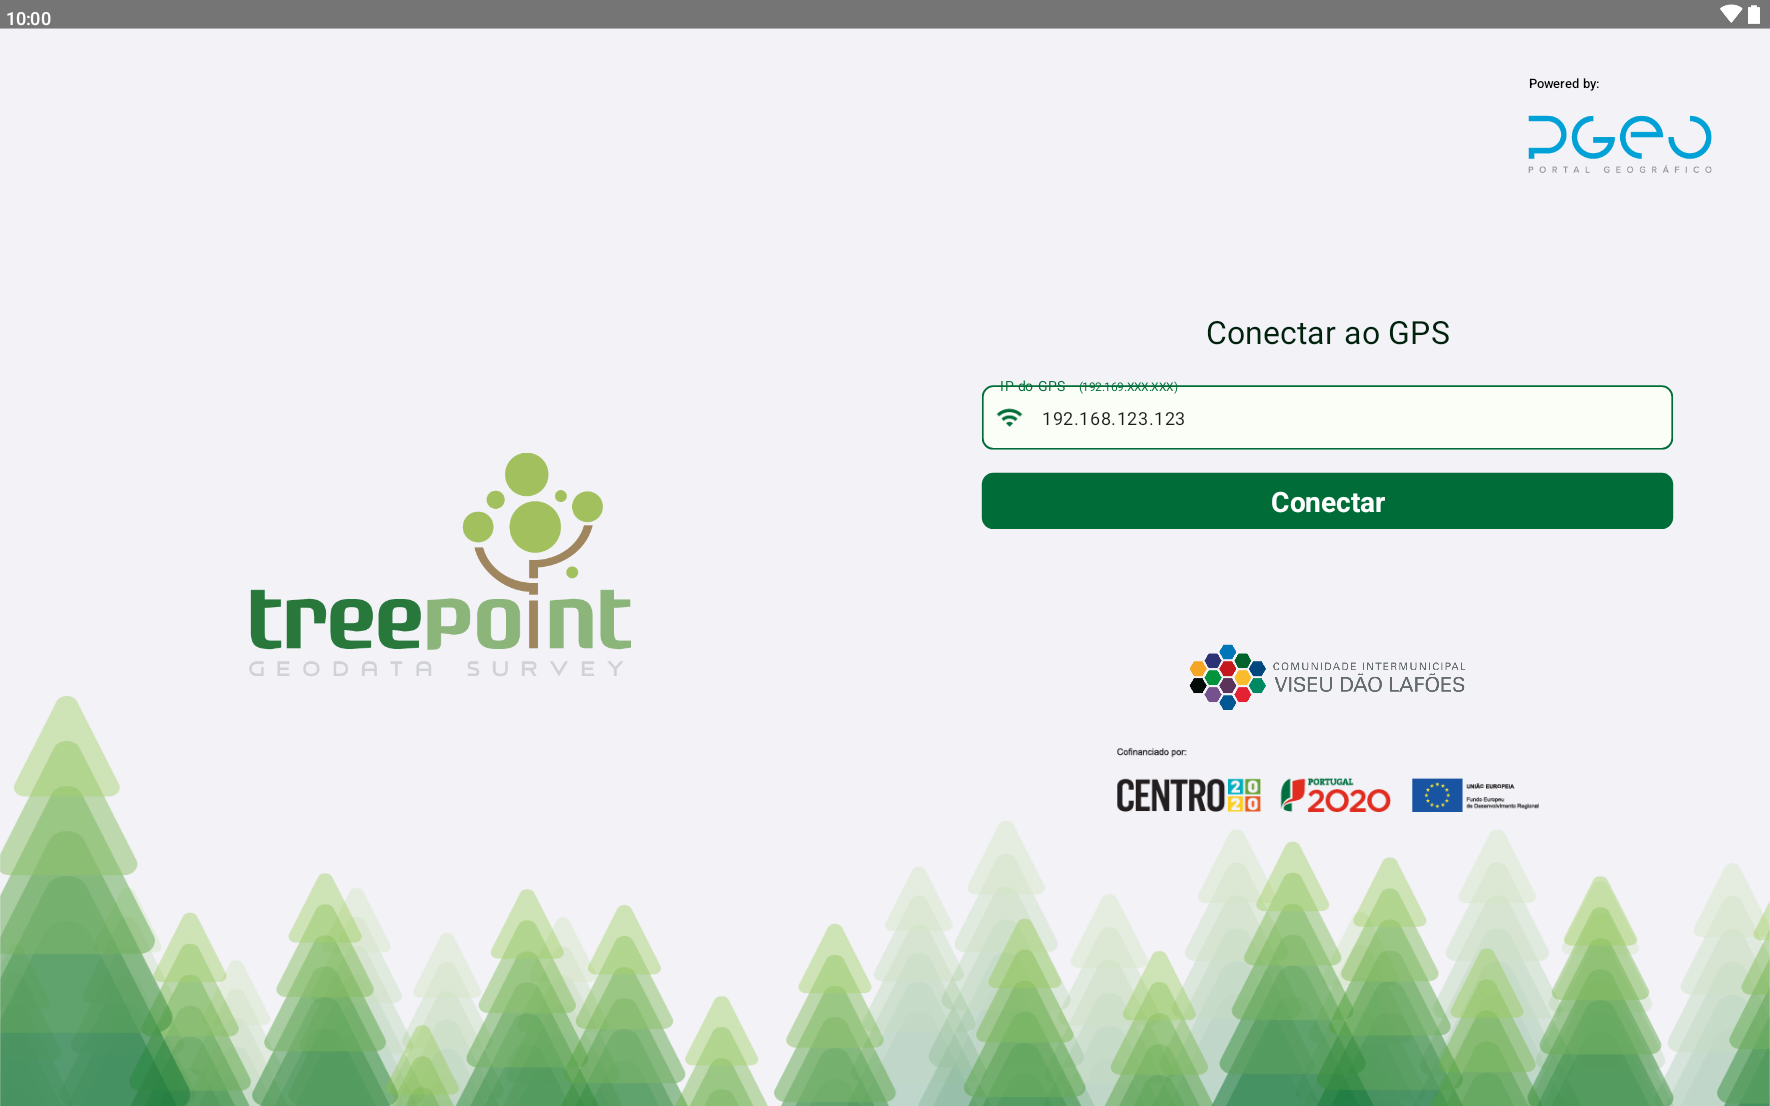 10:00
Powered by:
PGEO
PORTAL GEOGRÁFICO
Conectar ao GPS
IP do GPS (192.169.XXX.XXX)
192.168.123.123
Conectar
treepoint
GEODATA SURVEY
COMUNIDADE INTERMUNICIPAL
VISEU DÃO LAFÕES
Cofinanciado por:
CENTRO 2020
PORTUGAL
2020
UNIÃO EUROPEIA
Fundo Europeu
de Desenvolvimento Regional